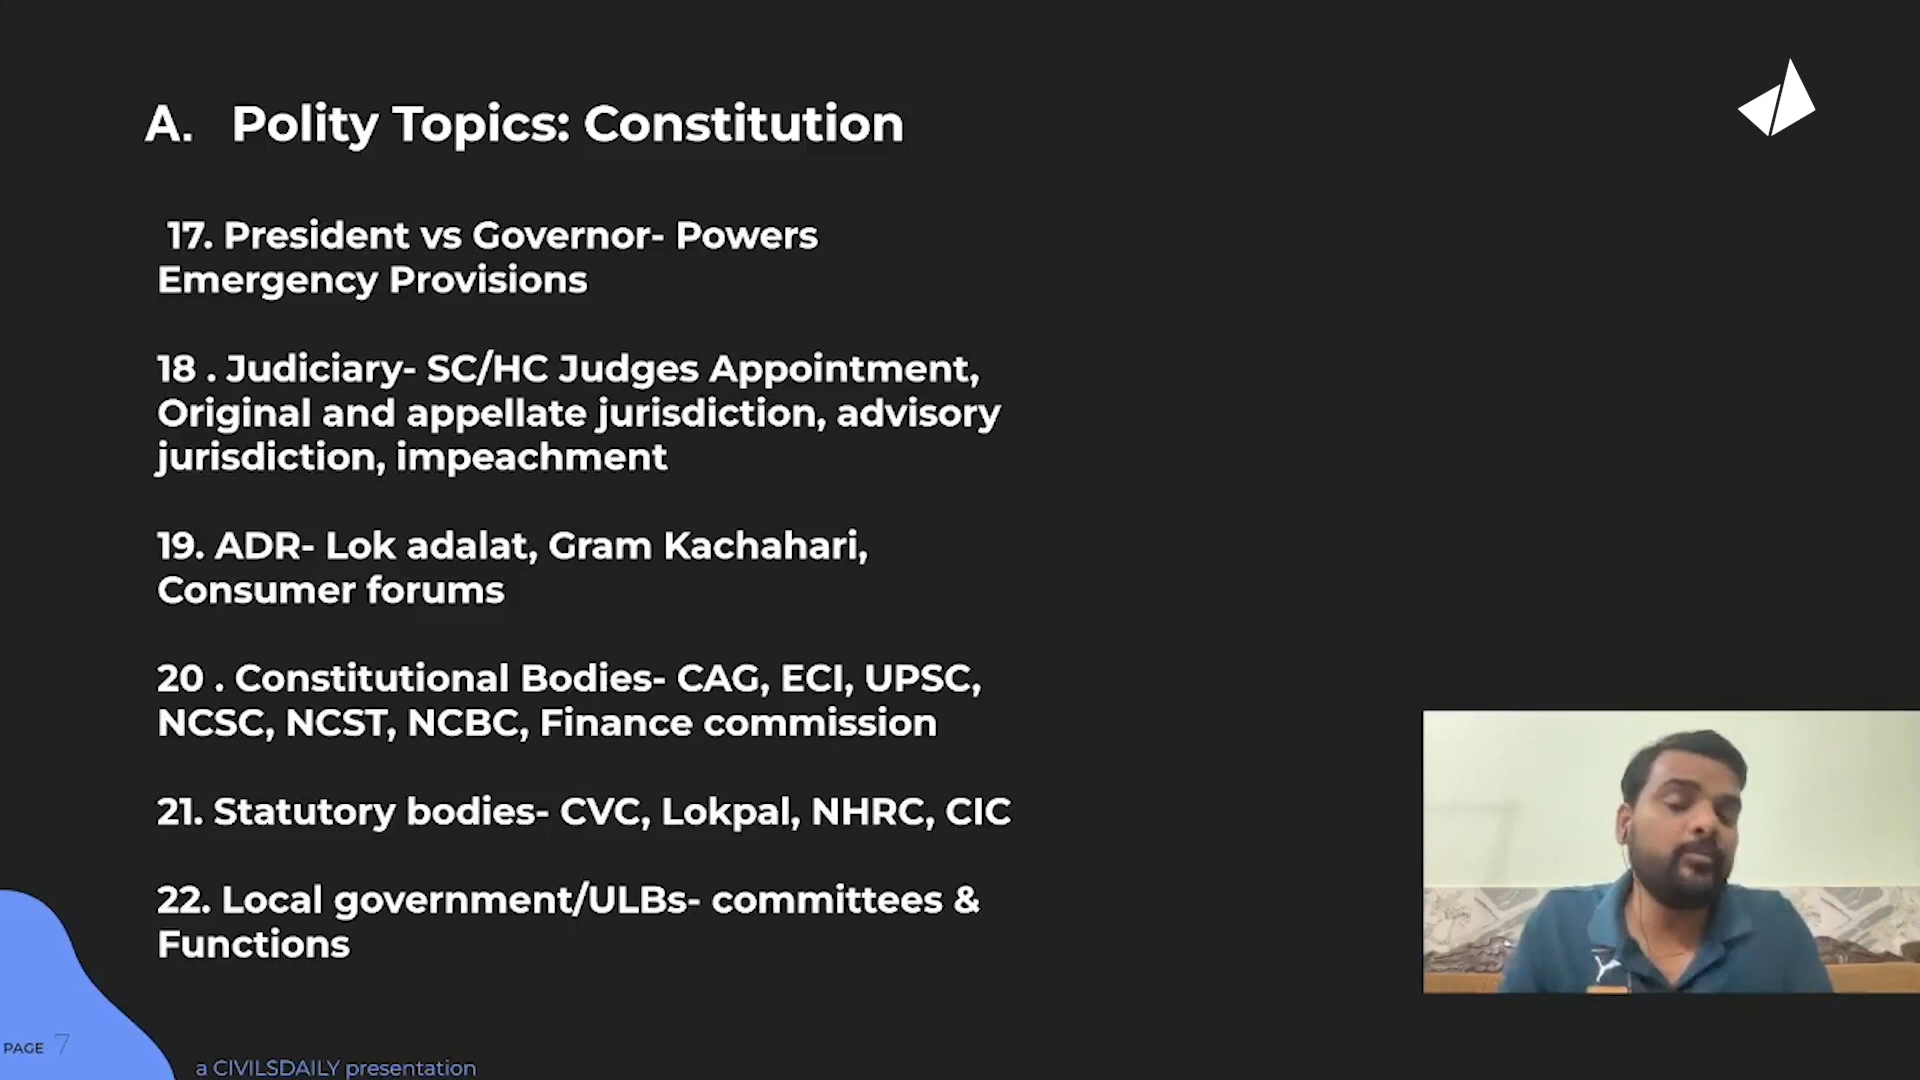 A. Polity Topics: Constitution
17. President vs Governor- Powers
Emergency Provisions
18 . Judiciary- SC/HC Judges Appointment,
Original and appellate jurisdiction, advisory
jurisdiction, impeachment
19. ADR- Lok adalat, Gram Kachahari,
Consumer forums
20 . Constitutional Bodies- CAG, ECI, UPSC,
NCSC, NCST, NCBC, Finance commission
21. Statutory bodies- CVC, Lokpal, NHRC, CIC
22. Local government/ULBs- committees &
Functions
PAGE 7
a CIVILSDAILY presentation